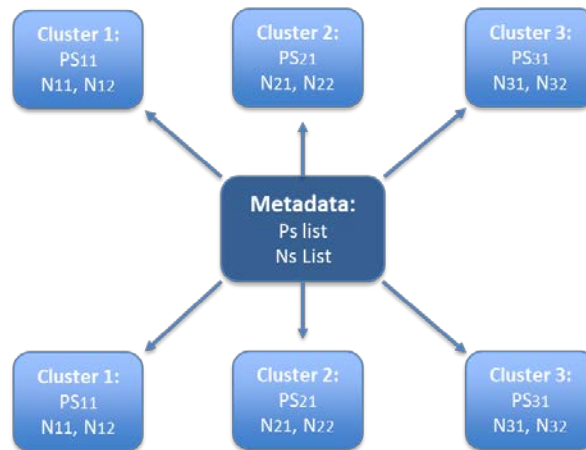 Cluster 1:
PS11
N11, N12
Cluster 2:
PS21
N21, N22
Cluster 3:
PS31
N31, N32
Metadata:
Ps list
Ns List
Cluster 1:
PS11
N11, N12
Cluster 2:
PS21
N21, N22
Cluster 3:
PS31
N31, N32